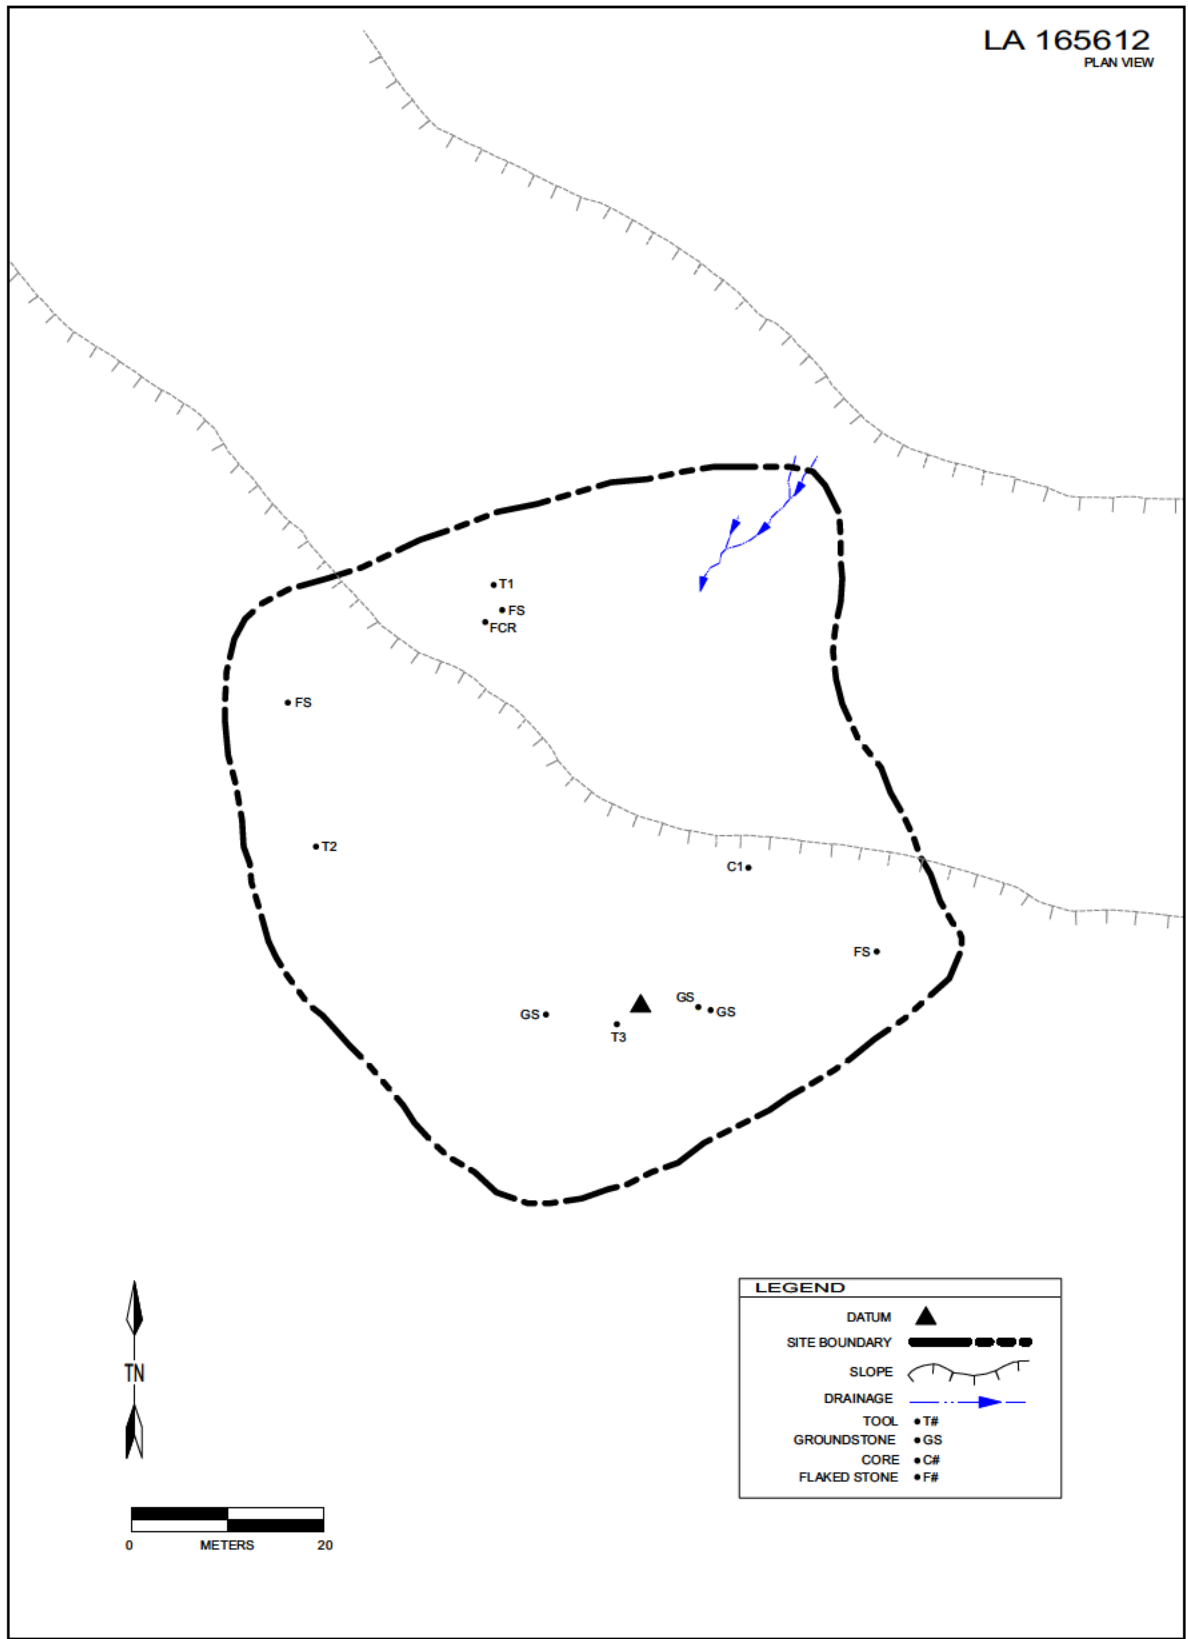 LA 165612
PLAN VIEW
T1
FS
FCR
FS
T2
C1
FS
GS
GS
GS
T3
TN
0 METERS 20
LEGEND
DATUM
SITE BOUNDARY
SLOPE
DRAINAGE
TOOL T#
GROUNDSTONE GS
CORE C#
FLAKED STONE F#